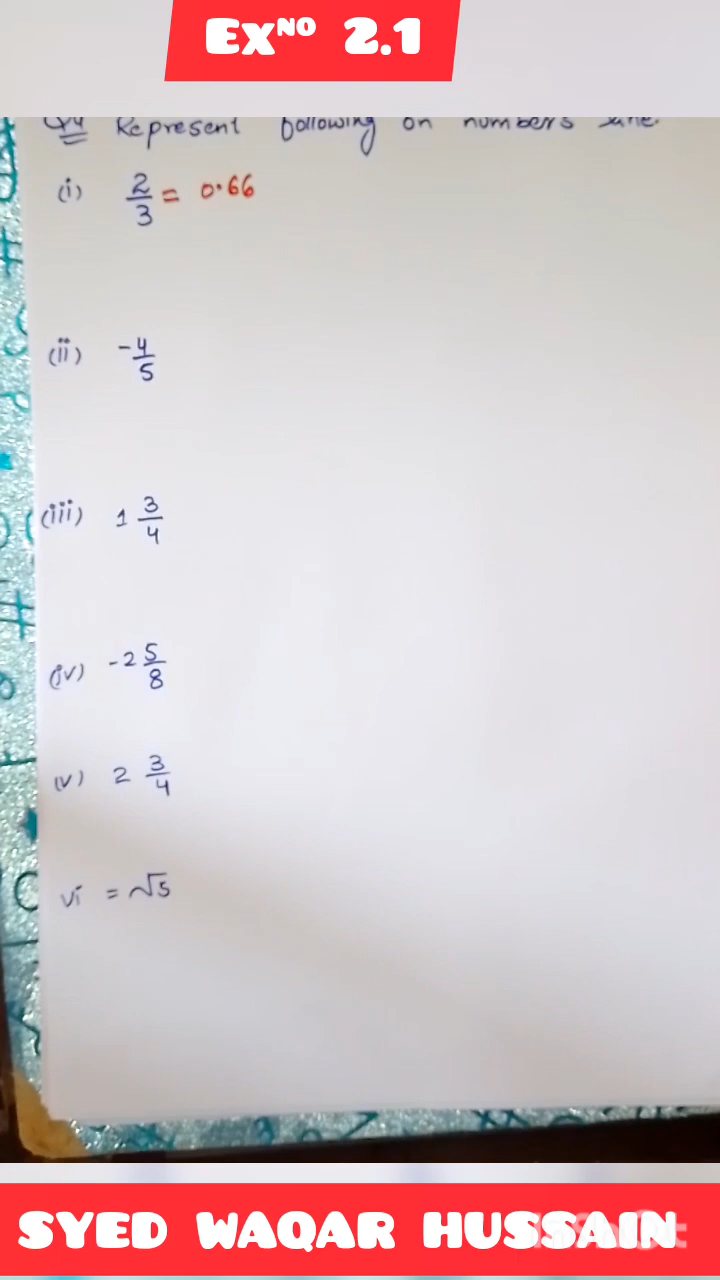 Exᴺᴼ 2.1
Q4 Represent following on numbers line.
(i) 2/3 = 0.66
(ii) -4/5
(iii) 1 3/4
(iv) -2 5/8
(v) 2 3/4
vi = √5
SYED WAQAR HUSSAIN